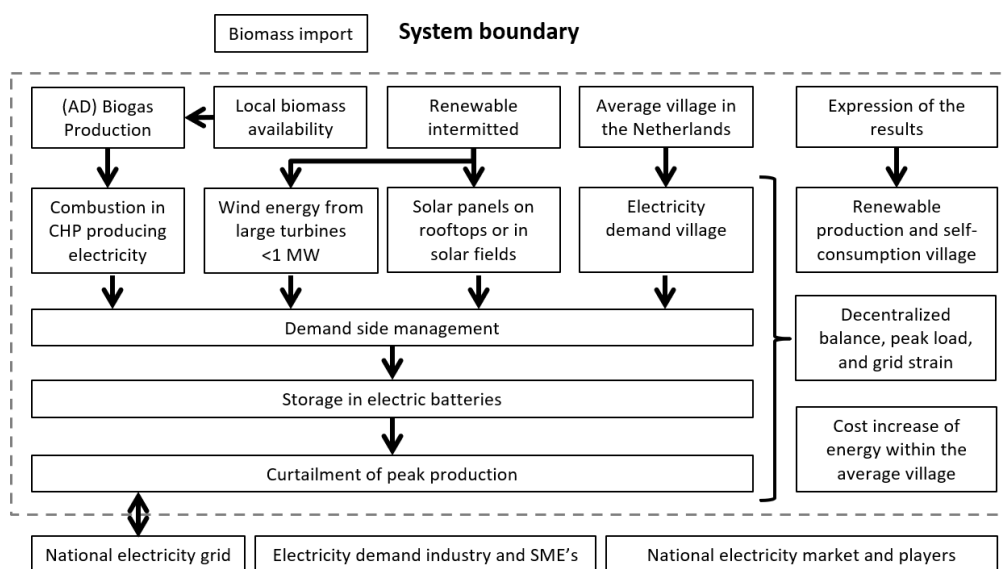 Biomass import
System boundary
(AD) Biogas
Production
Local biomass
availability
Renewable
intermitted
Average village in
the Netherlands
Expression of the
results
Combustion in
CHP producing
electricity
Wind energy from
large turbines
<1 MW
Solar panels on
rooftops or in
solar fields
Electricity
demand village
Renewable
production and self-
consumption village
Demand side management
Decentralized
balance, peak load,
and grid strain
Storage in electric batteries
Curtailment of peak production
Cost increase of
energy within the
average village
National electricity grid
Electricity demand industry and SME's
National electricity market and players